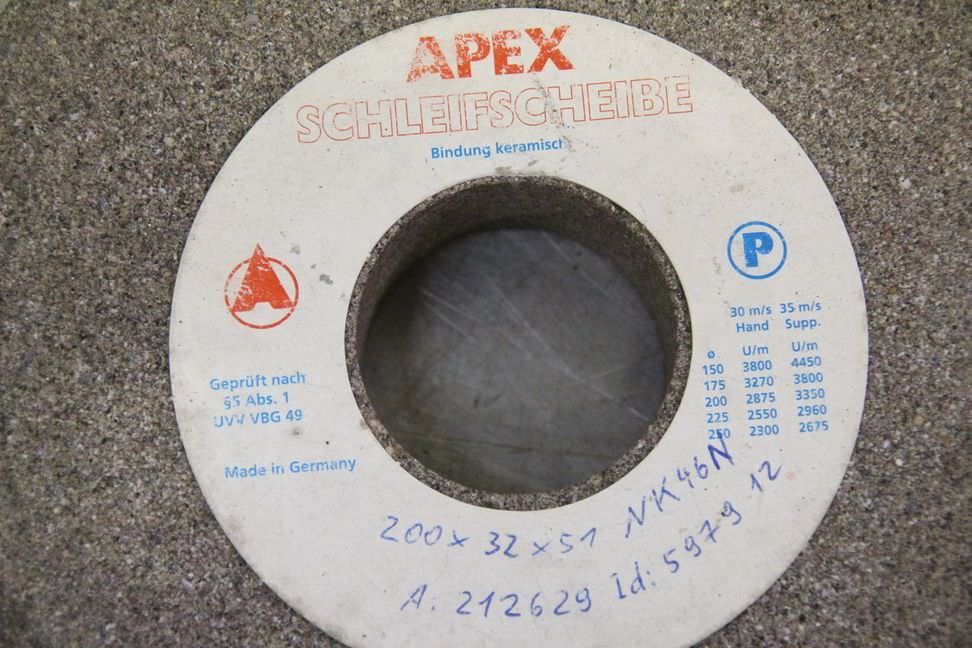 APEX
SCHLEIFSCHEIBE
Bindung keramisch
A
P
Geprüft nach
§5 Abs. 1
UVV VBG 49
Made in Germany
30 m/s 35 m/s
Hand Supp.
ø U/m U/m
150 3800 4450
175 3270 3800
200 2875 3350
225 2550 2960
250 2300 2675
200 x 32 x 51 NK46N
A. 212629 Id: 5979 12